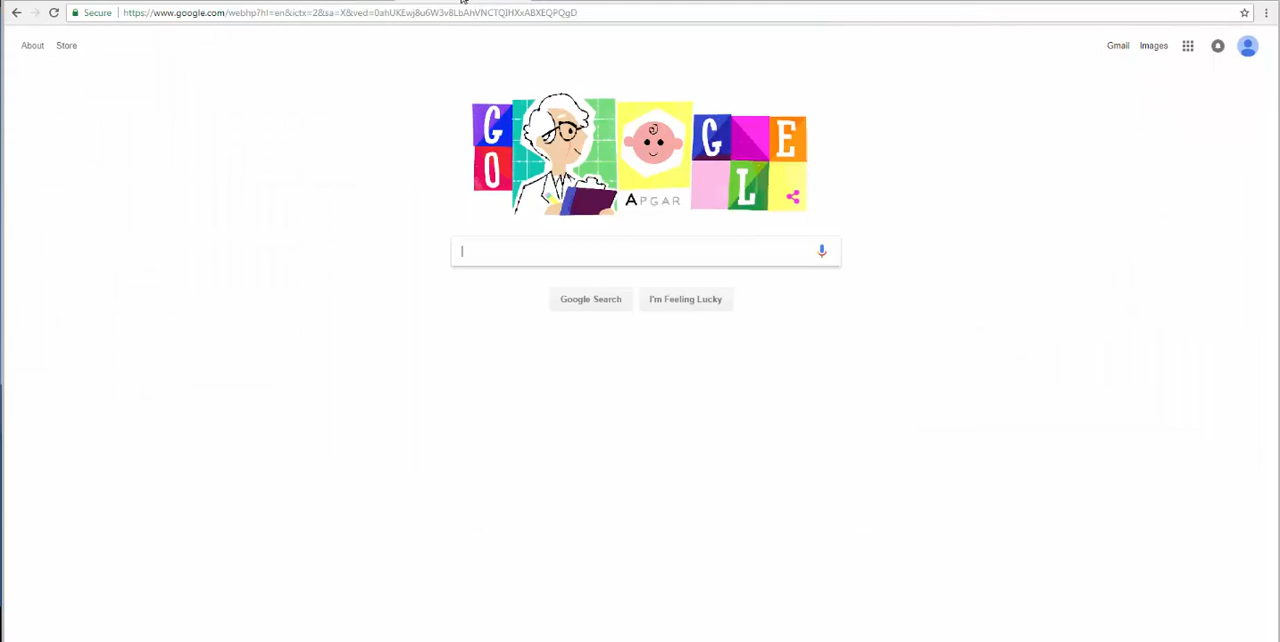 Secure https://www.google.com/webhp?hl=en&ictx=2&sa=X&ved=0ahUKEwj8u6W3v8LbAhVNCTQIHXxABXEQPQgD
About Store
Gmail Images
G G E
O L
APGAR
Google Search I'm Feeling Lucky